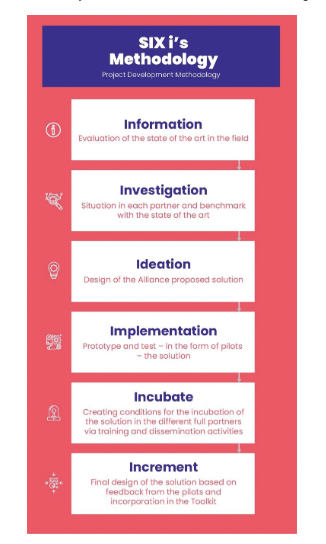 SIX i's
Methodology
Project Development Methodology
Information
Evaluation of the state of the art in the field
Investigation
Situation in each partner and benchmark
with the state of the art
Ideation
Design of the Alliance proposed solution
Implementation
Prototype and test – in the form of pilots
– the solution
Incubate
Creating conditions for the incubation of
the solution in the different full partners
via training and dissemination activities
Increment
Final design of the solution based on
feedback from the pilots and
incorporation in the Toolkit